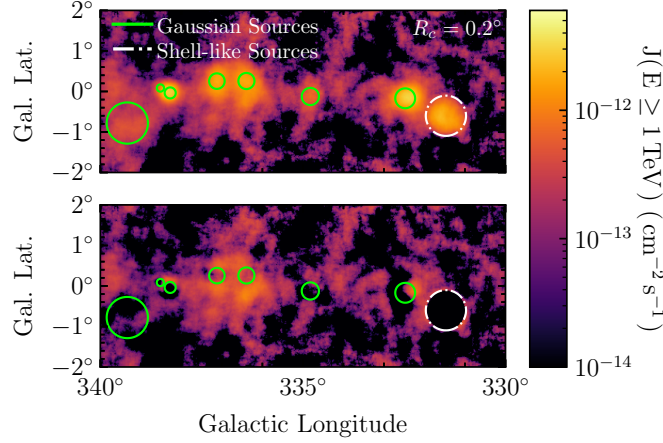 2°
Gaussian Sources
R_c = 0.2°
Shell-like Sources
1°
0°
−1°
2°
Gal. Lat.
2°
1°
0°
−1°
2°
Gal. Lat.
340°
335°
330°
Galactic Longitude
10⁻¹²
10⁻¹³
10⁻¹⁴
J(E ≥ 1 TeV) (cm⁻² s⁻¹)